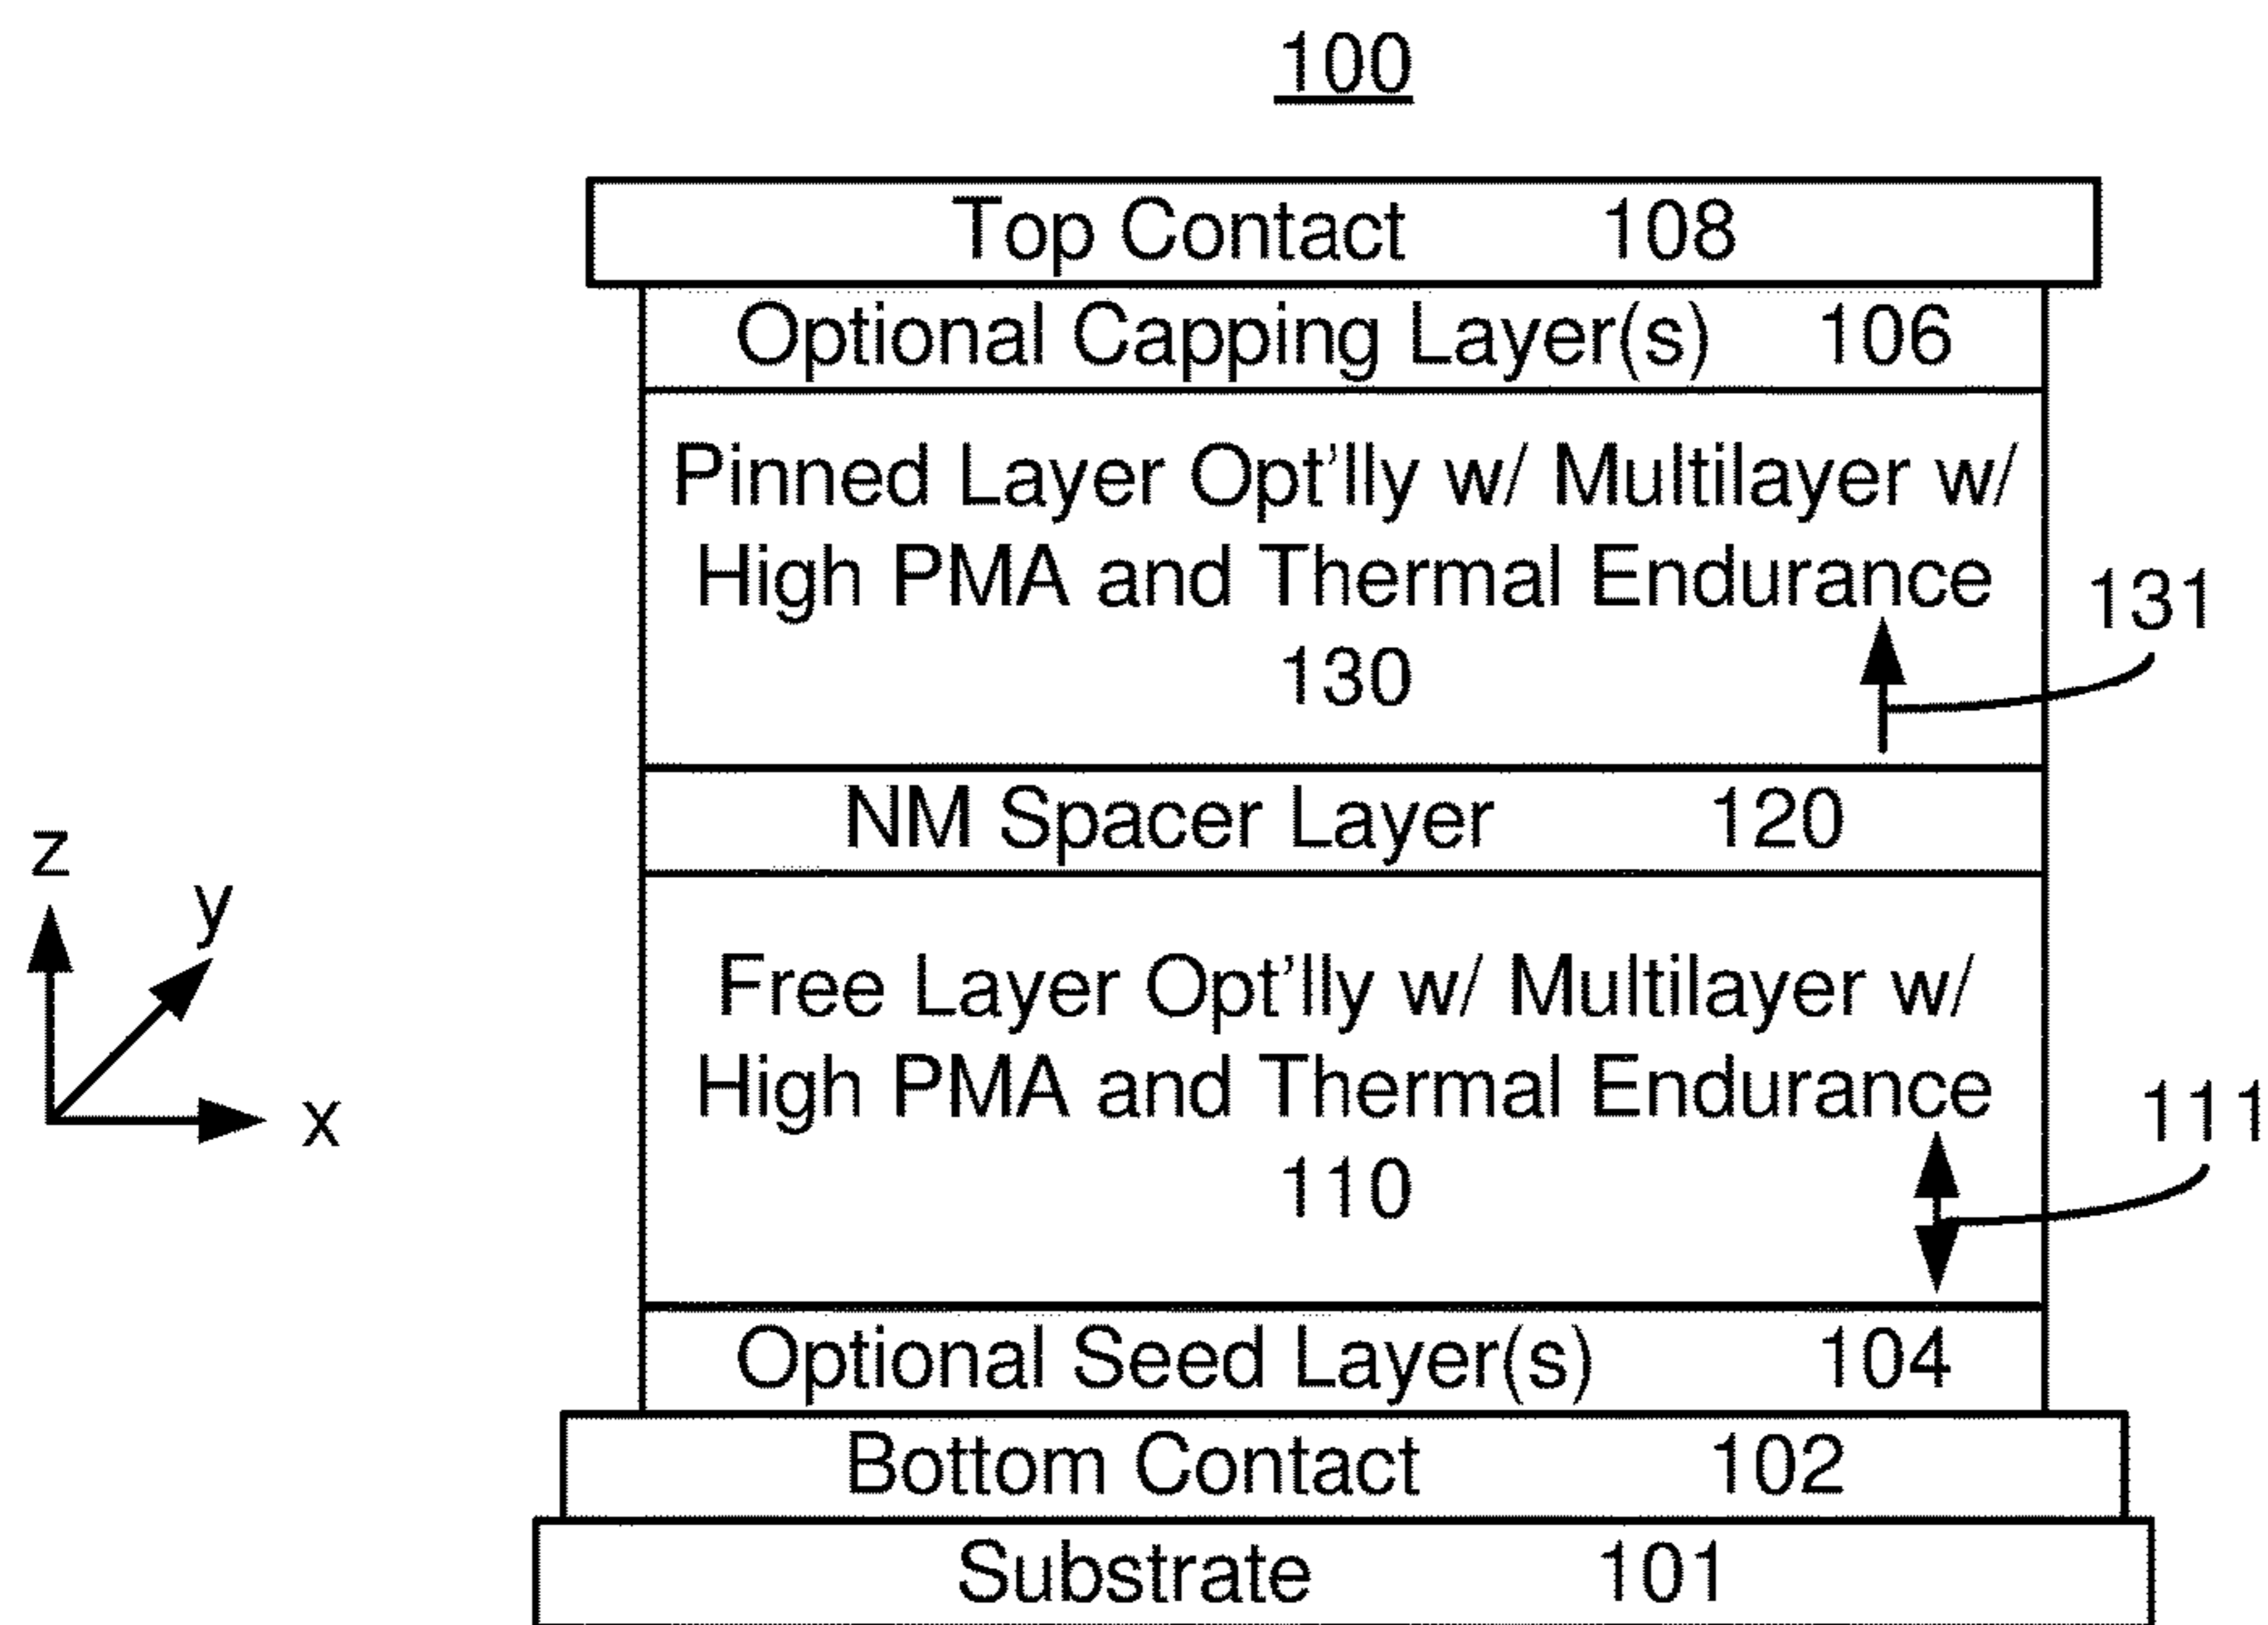 100
Top Contact 108
Optional Capping Layer(s) 106
Pinned Layer Opt'lly w/ Multilayer w/
High PMA and Thermal Endurance
130
131
NM Spacer Layer 120
z
y
x
Free Layer Opt'lly w/ Multilayer w/
High PMA and Thermal Endurance
110
111
Optional Seed Layer(s) 104
Bottom Contact 102
Substrate 101